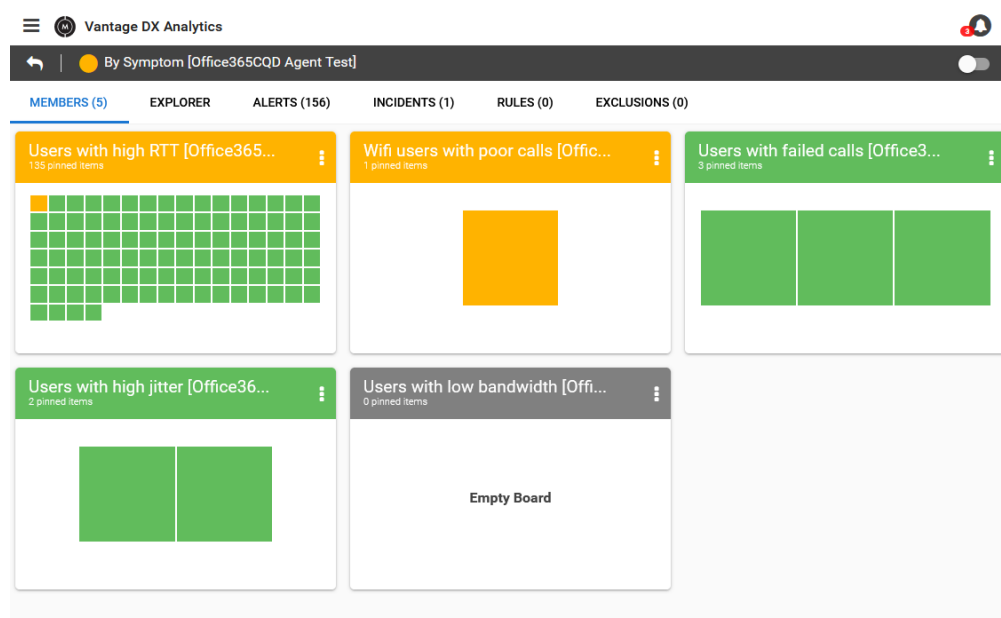 Vantage DX Analytics
3
By Symptom [Office365CQD Agent Test]
MEMBERS (5) EXPLORER ALERTS (156) INCIDENTS (1) RULES (0) EXCLUSIONS (0)
Users with high RTT [Office365...
135 pinned items
Wifi users with poor calls [Offic...
1 pinned items
Users with failed calls [Office3...
3 pinned items
Users with high jitter [Office36...
2 pinned items
Users with low bandwidth [Offi...
0 pinned items
Empty Board